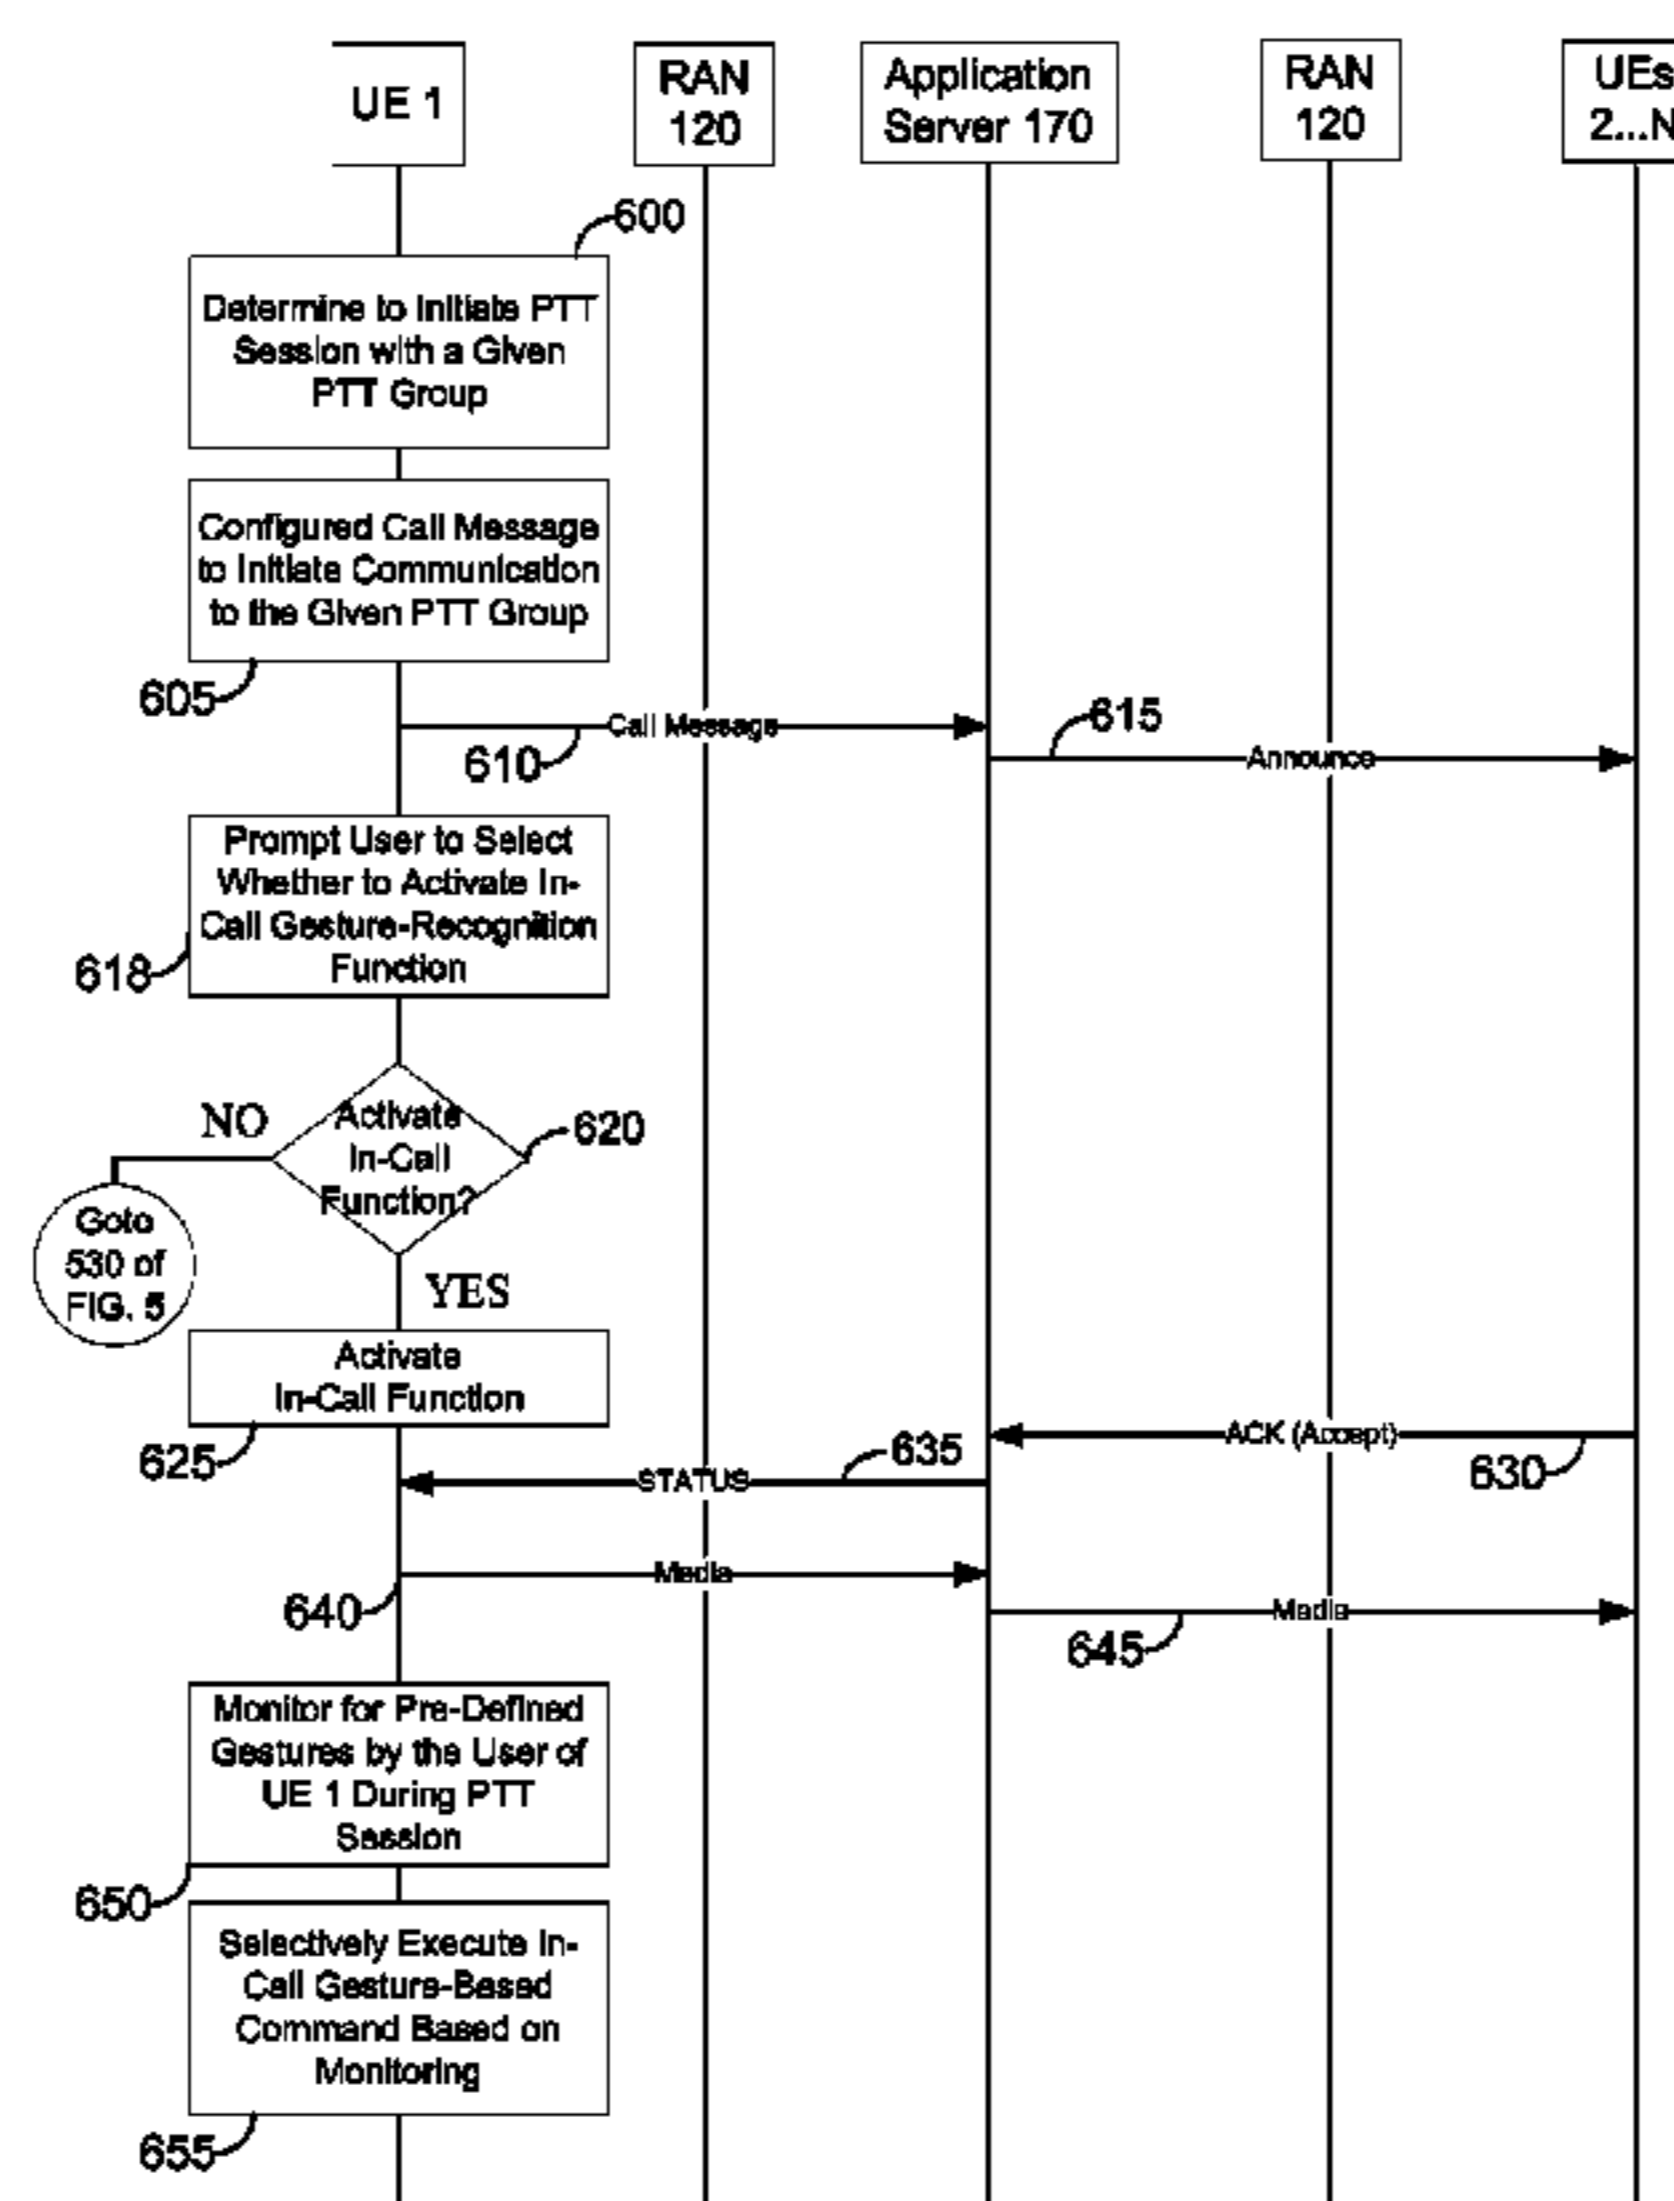 UE 1
RAN
120
Application
Server 170
RAN
120
UEs
2...N
600
Determine to Initiate PTT
Session with a Given
PTT Group
Configured Call Message
to Initiate Communication
to the Given PTT Group
605
Call Message
610
615
Announce
Prompt User to Select
Whether to Activate In-
Call Gesture-Recognition
Function
618
NO
Activate
In-Call
Function?
620
Goto
530 of
FIG. 5
YES
Activate
In-Call Function
625
ACK (Accept)
630
635
STATUS
Media
640
Media
645
Monitor for Pre-Defined
Gestures by the User of
UE 1 During PTT
Session
650
Selectively Execute In-
Call Gesture-Based
Command Based on
Monitoring
655